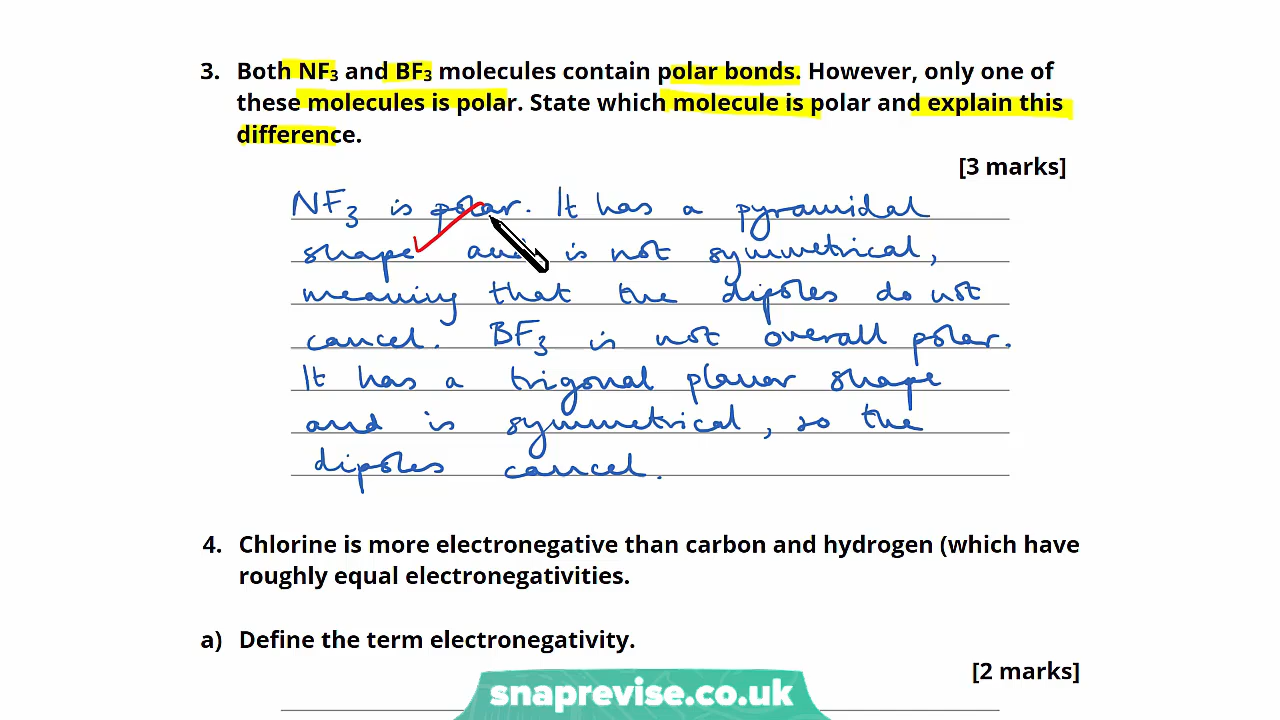 3. Both NF₃ and BF₃ molecules contain polar bonds. However, only one of
these molecules is polar. State which molecule is polar and explain this
difference.
[3 marks]
NF₃ is polar. It has a pyramidal
shape and is not symmetrical,
meaning that the dipoles do not
cancel. BF₃ is not overall polar.
It has a trigonal planar shape
and is symmetrical, so the
dipoles cancel.
4. Chlorine is more electronegative than carbon and hydrogen (which have
roughly equal electronegativities.
a) Define the term electronegativity.
[2 marks]
snaprevise.co.uk